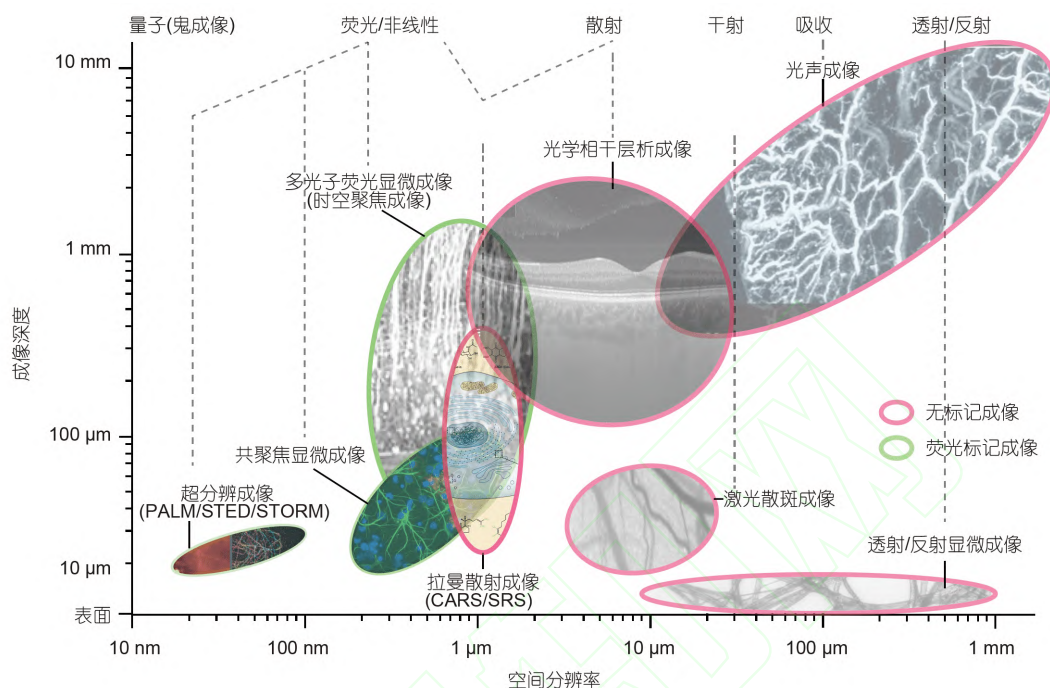 量子(鬼成像)
荧光/非线性
散射
干射
吸收
透射/反射
10 mm
光声成像
光学相干层析成像
多光子荧光显微成像
(时空聚焦成像)
1 mm
成像深度
无标记成像
100 µm
荧光标记成像
共聚焦显微成像
超分辨成像
(PALM/STED/STORM)
激光散斑成像
透射/反射显微成像
10 µm
拉曼散射成像
(CARS/SRS)
表面
10 nm
100 nm
1 µm
10 µm
100 µm
1 mm
空间分辨率